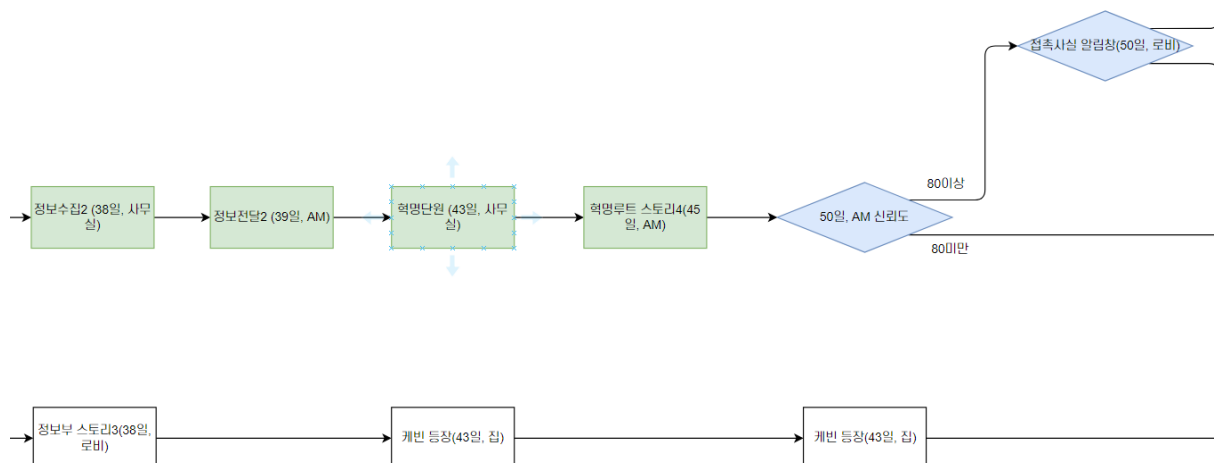 접촉사실 알림창(50일, 로비)
80이상
정보수집2 (38일, 사무
실)
정보전달2 (39일, AM)
혁명단원 (43일, 사무
실)
혁명루트 스토리4(45
일, AM)
50일, AM 신뢰도
80미만
정보부 스토리3(38일,
로비)
케빈 등장(43일, 집)
케빈 등장(43일, 집)